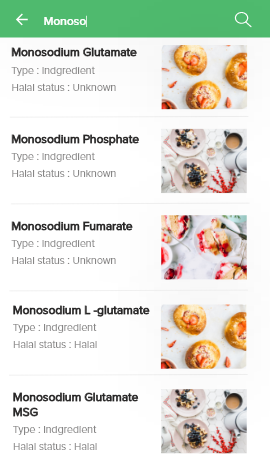 Monoso
Monosodium Glutamate
Type : Indgredient
Halal status : Unknown
Monosodium Phosphate
Type : Indgredient
Halal status : Unknown
Monosodium Fumarate
Type : Indgredient
Halal status : Unknown
Monosodium L -glutamate
Type : Indgredient
Halal status : Halal
Monosodium Glutamate
MSG
Type : Indgredient
Halal status : Halal